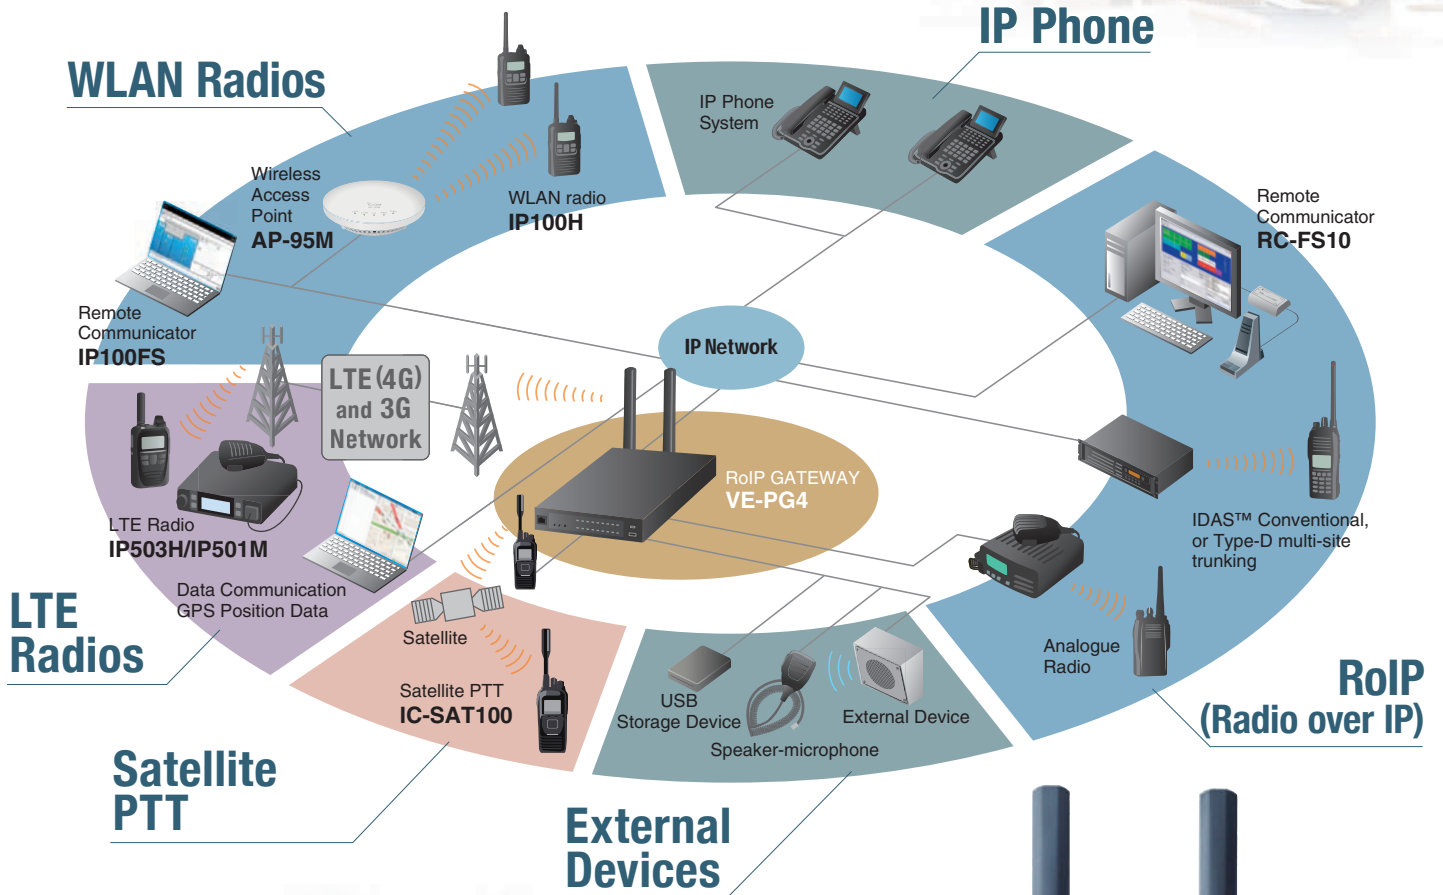 IP Phone
WLAN Radios
IP Phone
System
Wireless
Access
Point
AP-95M
WLAN radio
IP100H
Remote
Communicator
RC-FS10
Remote
Communicator
IP100FS
IP Network
LTE (4G)
and 3G
Network
RoIP GATEWAY
VE-PG4
LTE Radio
IP503H/IP501M
IDAS™ Conventional,
or Type-D multi-site
trunking
Data Communication
GPS Position Data
LTE
Radios
Satellite
Analogue
Radio
Satellite PTT
IC-SAT100
USB
Storage Device
External Device
Speaker-microphone
RoIP
(Radio over IP)
Satellite
PTT
External
Devices